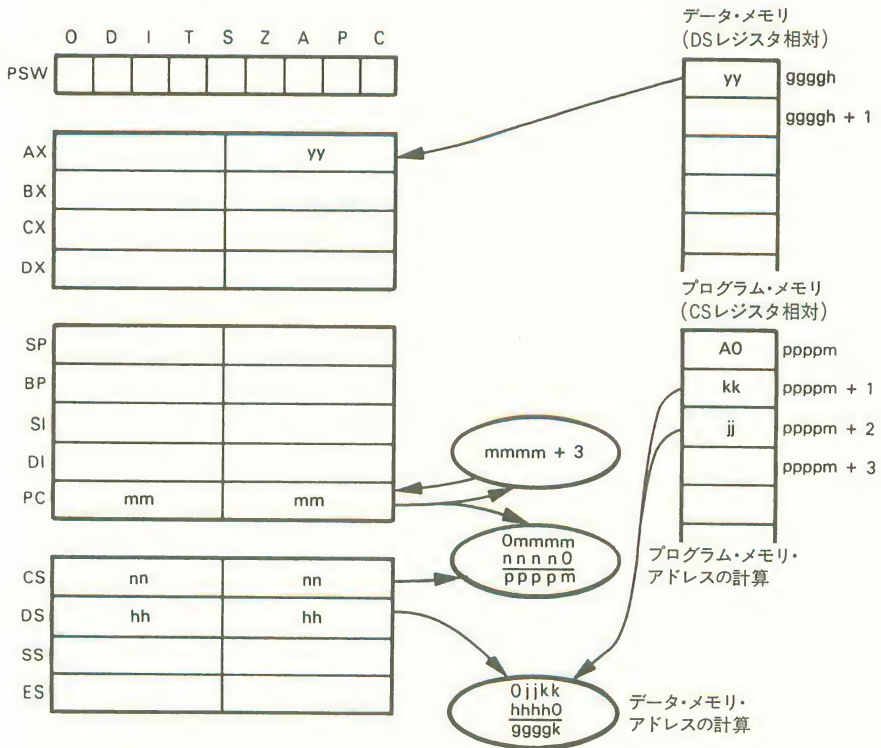 O D I T S Z A P C
PSW
AX yy
BX
CX
DX
SP
BP
SI
DI
PC mm mm
CS nn nn
DS hh hh
SS
ES
mmmm + 3
0mmmm
nnnn0
ppppm
0jjkk
hhhh0
ggggk
データ・メモリ・
アドレスの計算
データ・メモリ
(DSレジスタ相対)
yy ggggh
ggggh + 1
プログラム・メモリ
(CSレジスタ相対)
A0 ppppm
kk ppppm + 1
jj ppppm + 2
ppppm + 3
プログラム・メモリ・
アドレスの計算